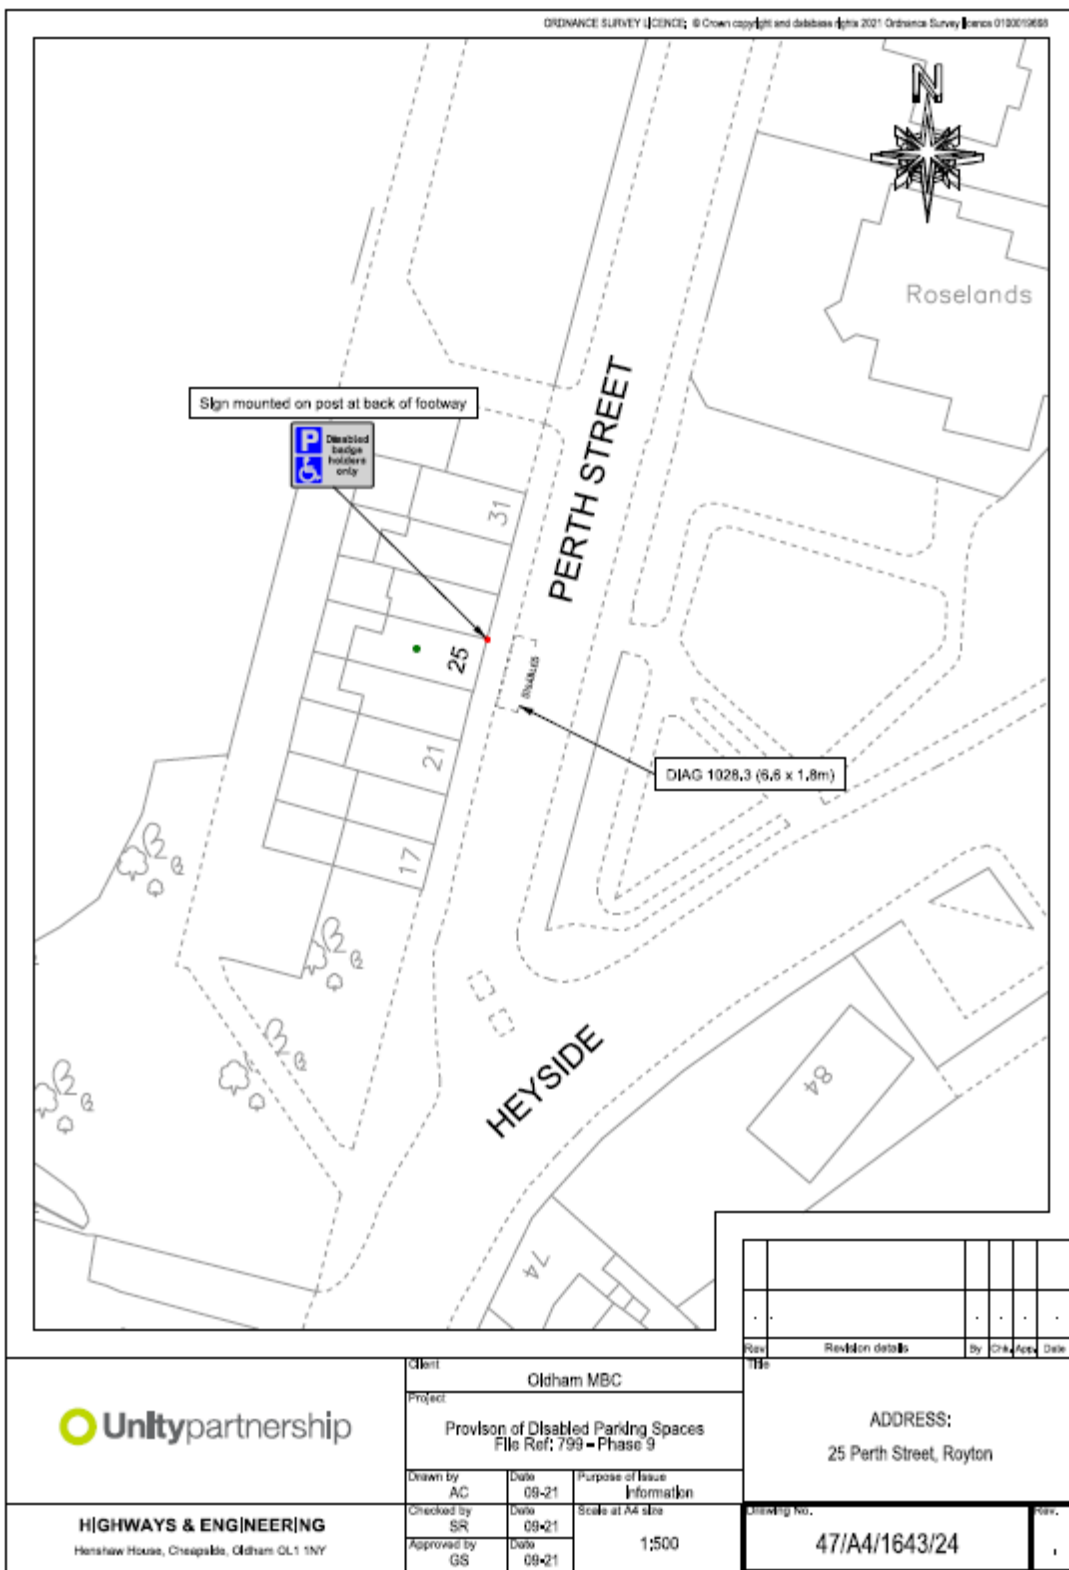 ORDNANCE SURVEY LICENCE: © Crown copyright and database rights 2021 Ordnance Survey licence 0100019668
N
Roselands
PERTH STREET
Sign mounted on post at back of footway
P Disabled
badge
holders
only
31
25
DISABLED
21
DIAG 1028.3 (6.6 x 1.8m)
17
HEYSIDE
84
74
Rev
Revision details
By
Chk.
App.
Date
Unitypartnership
HIGHWAYS & ENGINEERING
Henshaw House, Cheapside, Oldham OL1 1NY
Client
Oldham MBC
Project
Provison of Disabled Parking Spaces
File Ref: 799 – Phase 9
Drawn by
AC
Date
09-21
Purpose of Issue
Information
Checked by
SR
Date
09-21
Scale at A4 size
1:500
Approved by
GS
Date
09-21
Title
ADDRESS:
25 Perth Street, Royton
Drawing No.
47/A4/1643/24
Rev.